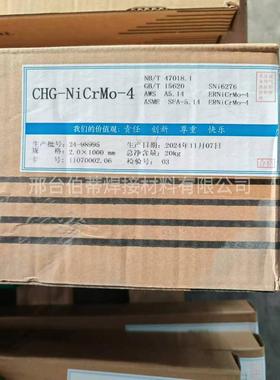 NB/T 47018.1
GB/T 15620 SNi6276
CHG-NiCrMo-4 AWS A5.14 ERNiCrMo-4
ASME SFA-5.14 ERNiCrMo-4
我们的价值观：责任 创新 尊重 快乐
生产批号：24-98995 生产日期：2024年11月07日
规格：2.0×1000 mm 总净含量：20kg
卡号：11070002.06 检验号：03
合格
邢台伯蒂焊接材料有限公司